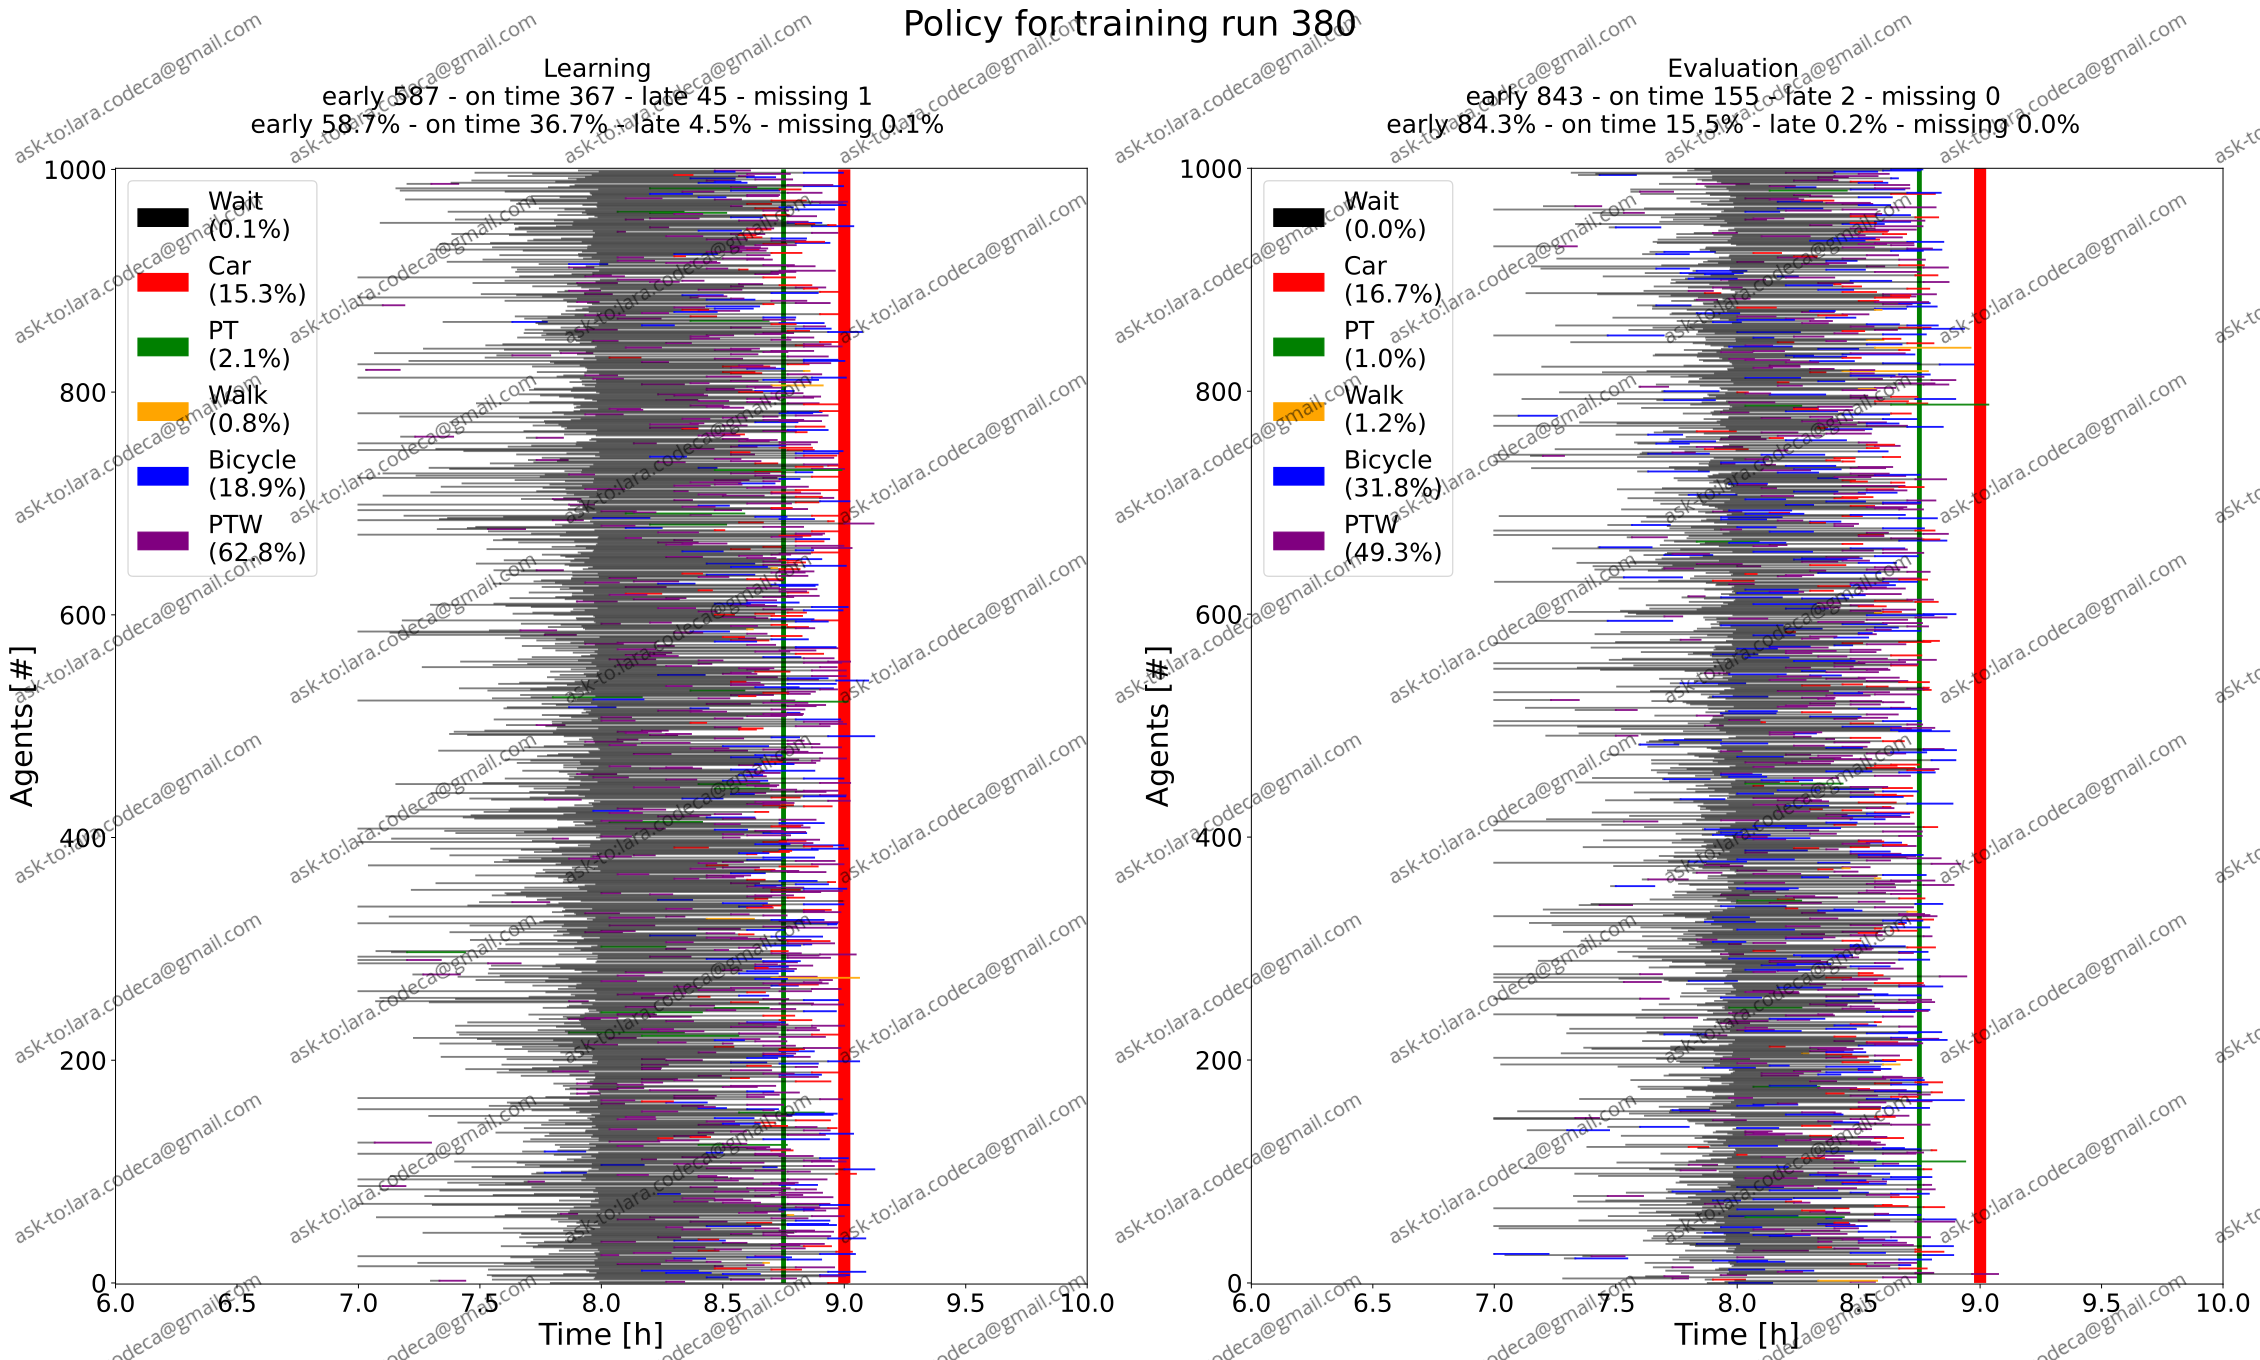 Policy for training run 380
Learning
early 587 - on time 367 - late 45 - missing 1
early 58.7% - on time 36.7% - late 4.5% - missing 0.1%
Agents [#]
1000
800
600
400
200
0
Wait
(0.1%)
Car
(15.3%)
PT
(2.1%)
Walk
(0.8%)
Bicycle
(18.9%)
PTW
(62.8%)
6.0 6.5 7.0 7.5 8.0 8.5 9.0 9.5 10.0
Time [h]
Evaluation
early 843 - on time 155 - late 2 - missing 0
early 84.3% - on time 15.5% - late 0.2% - missing 0.0%
Agents [#]
1000
800
600
400
200
0
Wait
(0.0%)
Car
(16.7%)
PT
(1.0%)
Walk
(1.2%)
Bicycle
(31.8%)
PTW
(49.3%)
6.0 6.5 7.0 7.5 8.0 8.5 9.0 9.5 10.0
Time [h]
ask-to:lara.codeca@gmail.com